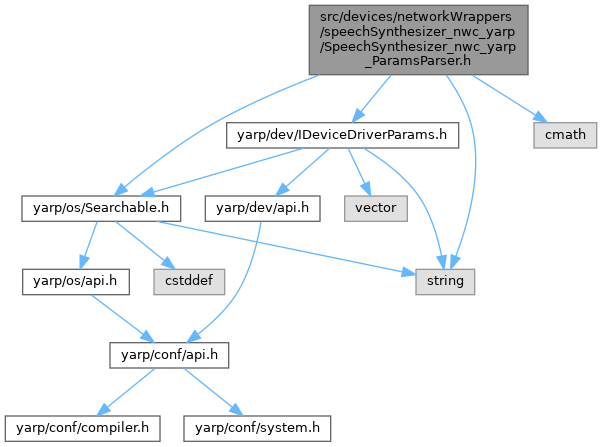 src/devices/networkWrappers
/speechSynthesizer_nwc_yarp
/SpeechSynthesizer_nwc_yarp
_ParamsParser.h
yarp/dev/IDeviceDriverParams.h
cmath
yarp/os/Searchable.h
yarp/dev/api.h
vector
yarp/os/api.h
cstddef
string
yarp/conf/api.h
yarp/conf/compiler.h
yarp/conf/system.h